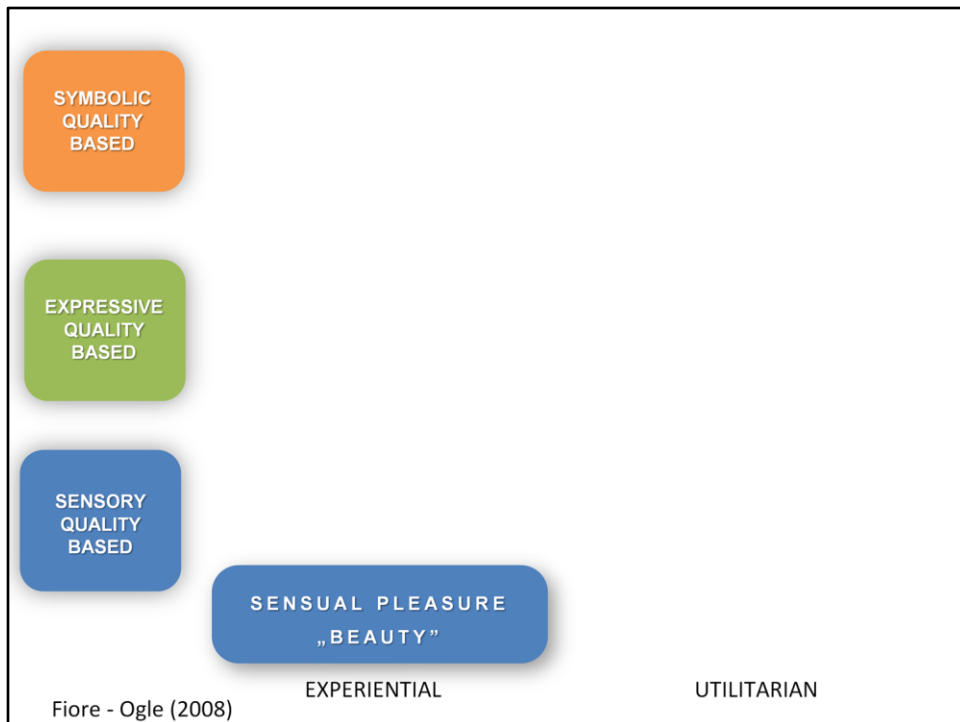 SYMBOLIC
QUALITY
BASED
EXPRESSIVE
QUALITY
BASED
SENSORY
QUALITY
BASED
SENSUAL PLEASURE
„BEAUTY”
EXPERIENTIAL
UTILITARIAN
Fiore - Ogle (2008)